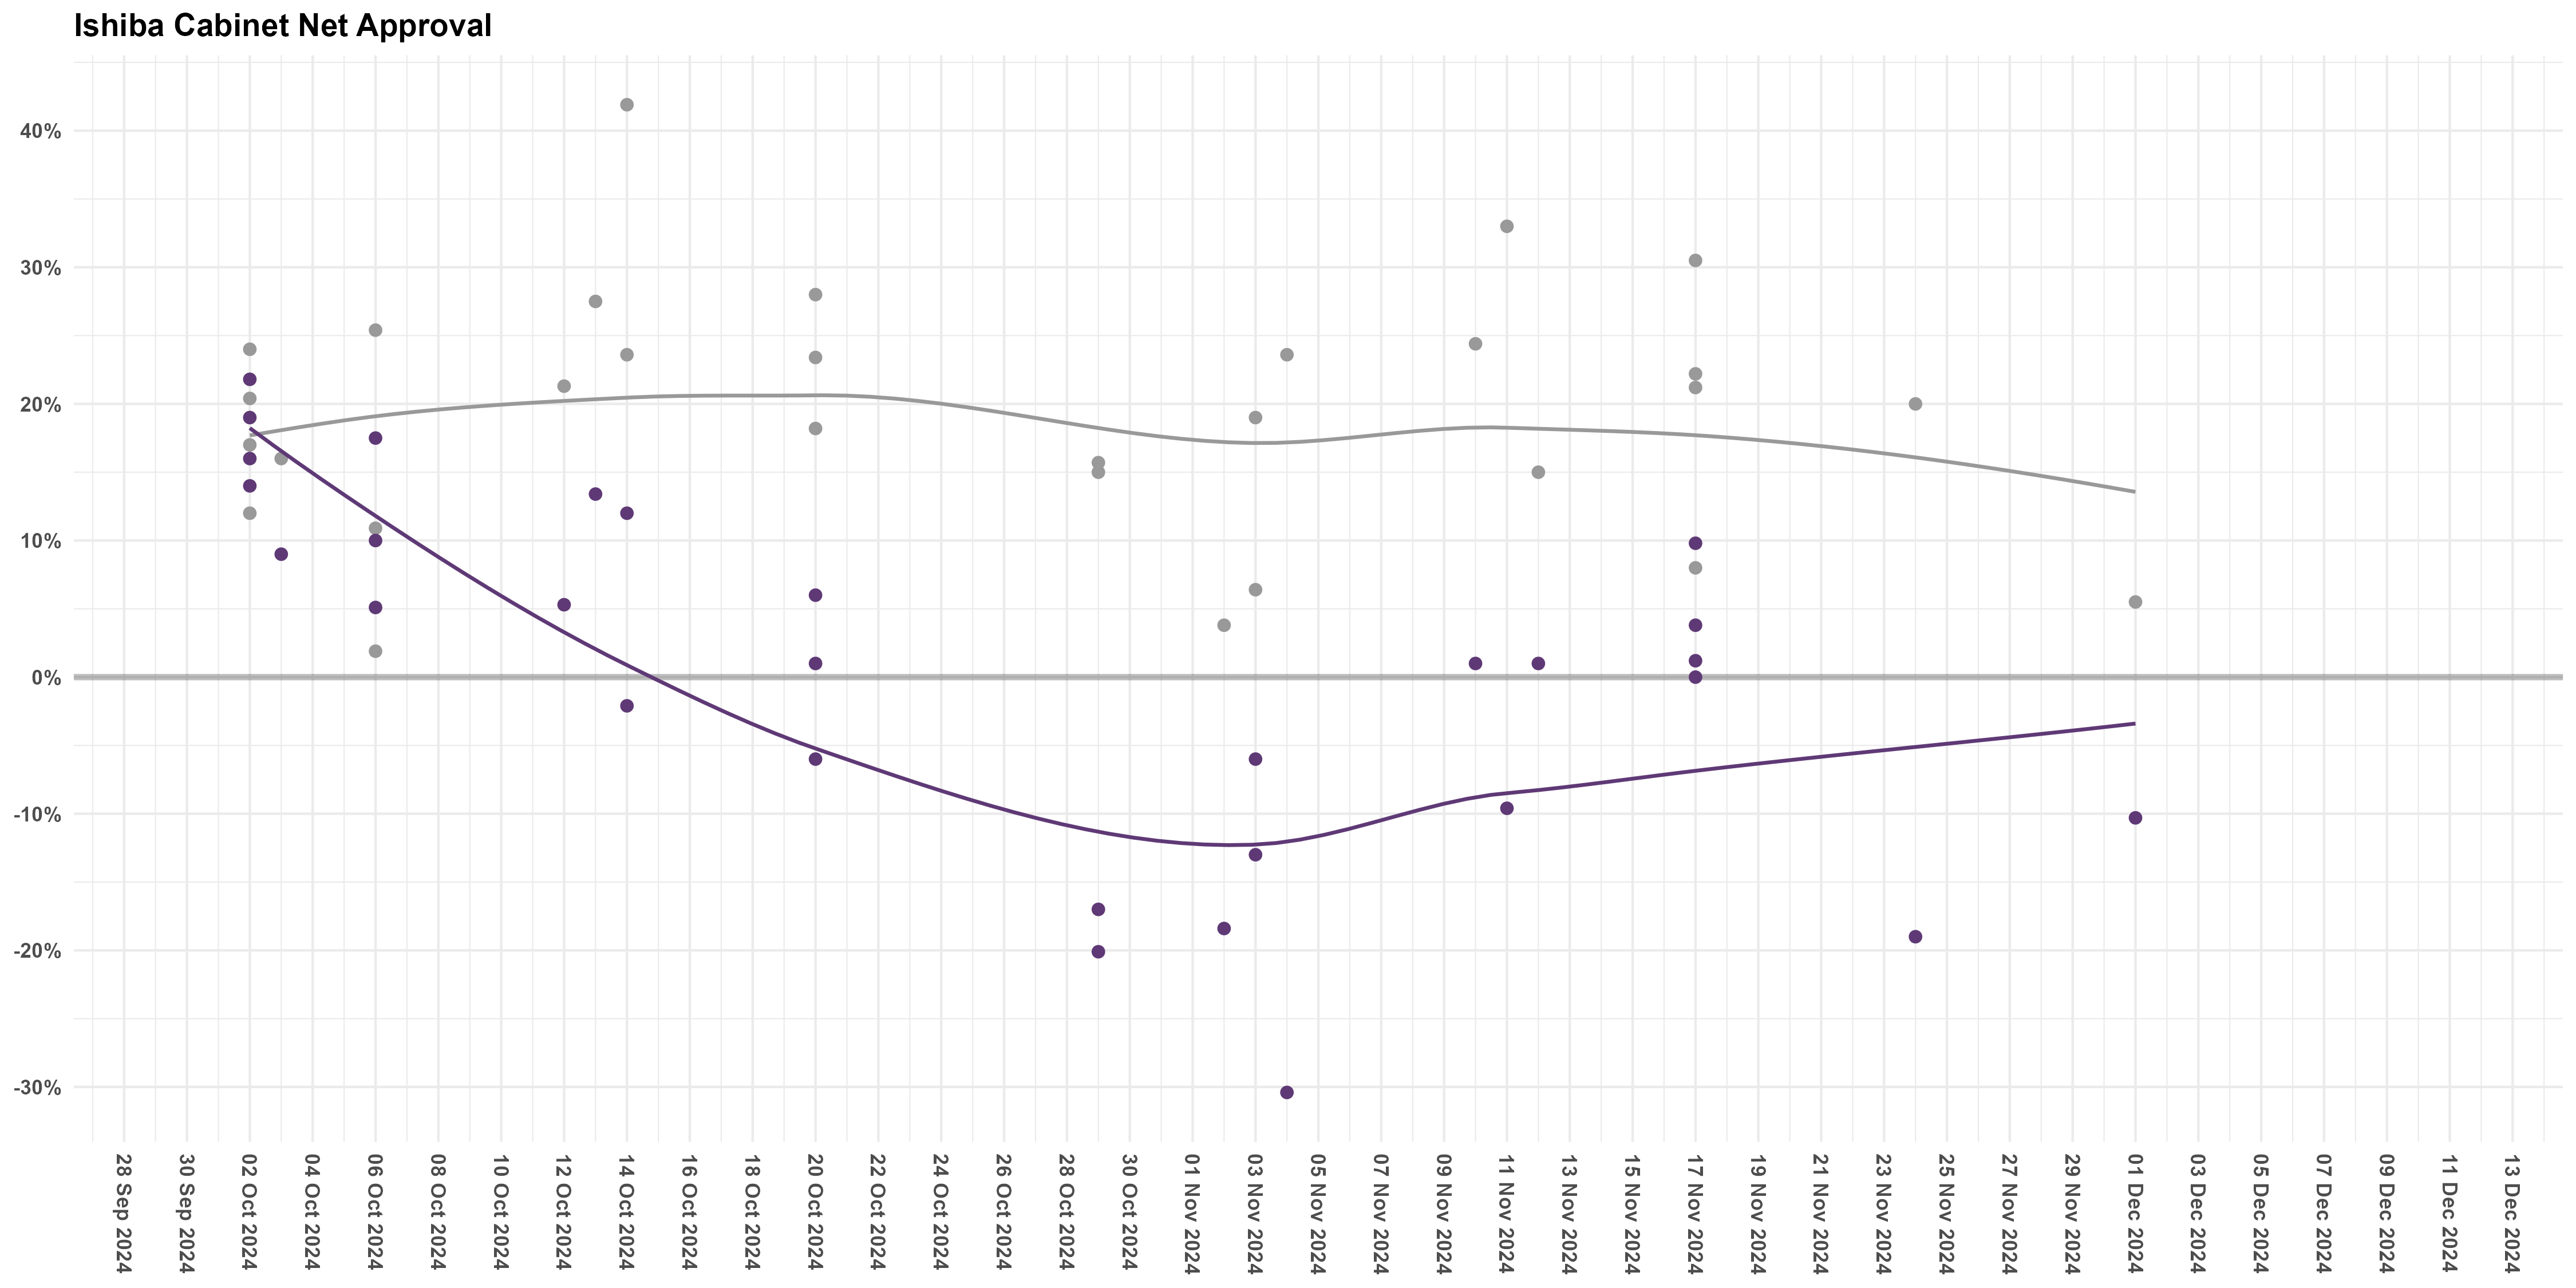 Ishiba Cabinet Net Approval
40%
30%
20%
10%
0%
-10%
-20%
-30%
28 Sep 2024
30 Sep 2024
02 Oct 2024
04 Oct 2024
06 Oct 2024
08 Oct 2024
10 Oct 2024
12 Oct 2024
14 Oct 2024
16 Oct 2024
18 Oct 2024
20 Oct 2024
22 Oct 2024
24 Oct 2024
26 Oct 2024
28 Oct 2024
30 Oct 2024
01 Nov 2024
03 Nov 2024
05 Nov 2024
07 Nov 2024
09 Nov 2024
11 Nov 2024
13 Nov 2024
15 Nov 2024
17 Nov 2024
19 Nov 2024
21 Nov 2024
23 Nov 2024
25 Nov 2024
27 Nov 2024
29 Nov 2024
01 Dec 2024
03 Dec 2024
05 Dec 2024
07 Dec 2024
09 Dec 2024
11 Dec 2024
13 Dec 2024